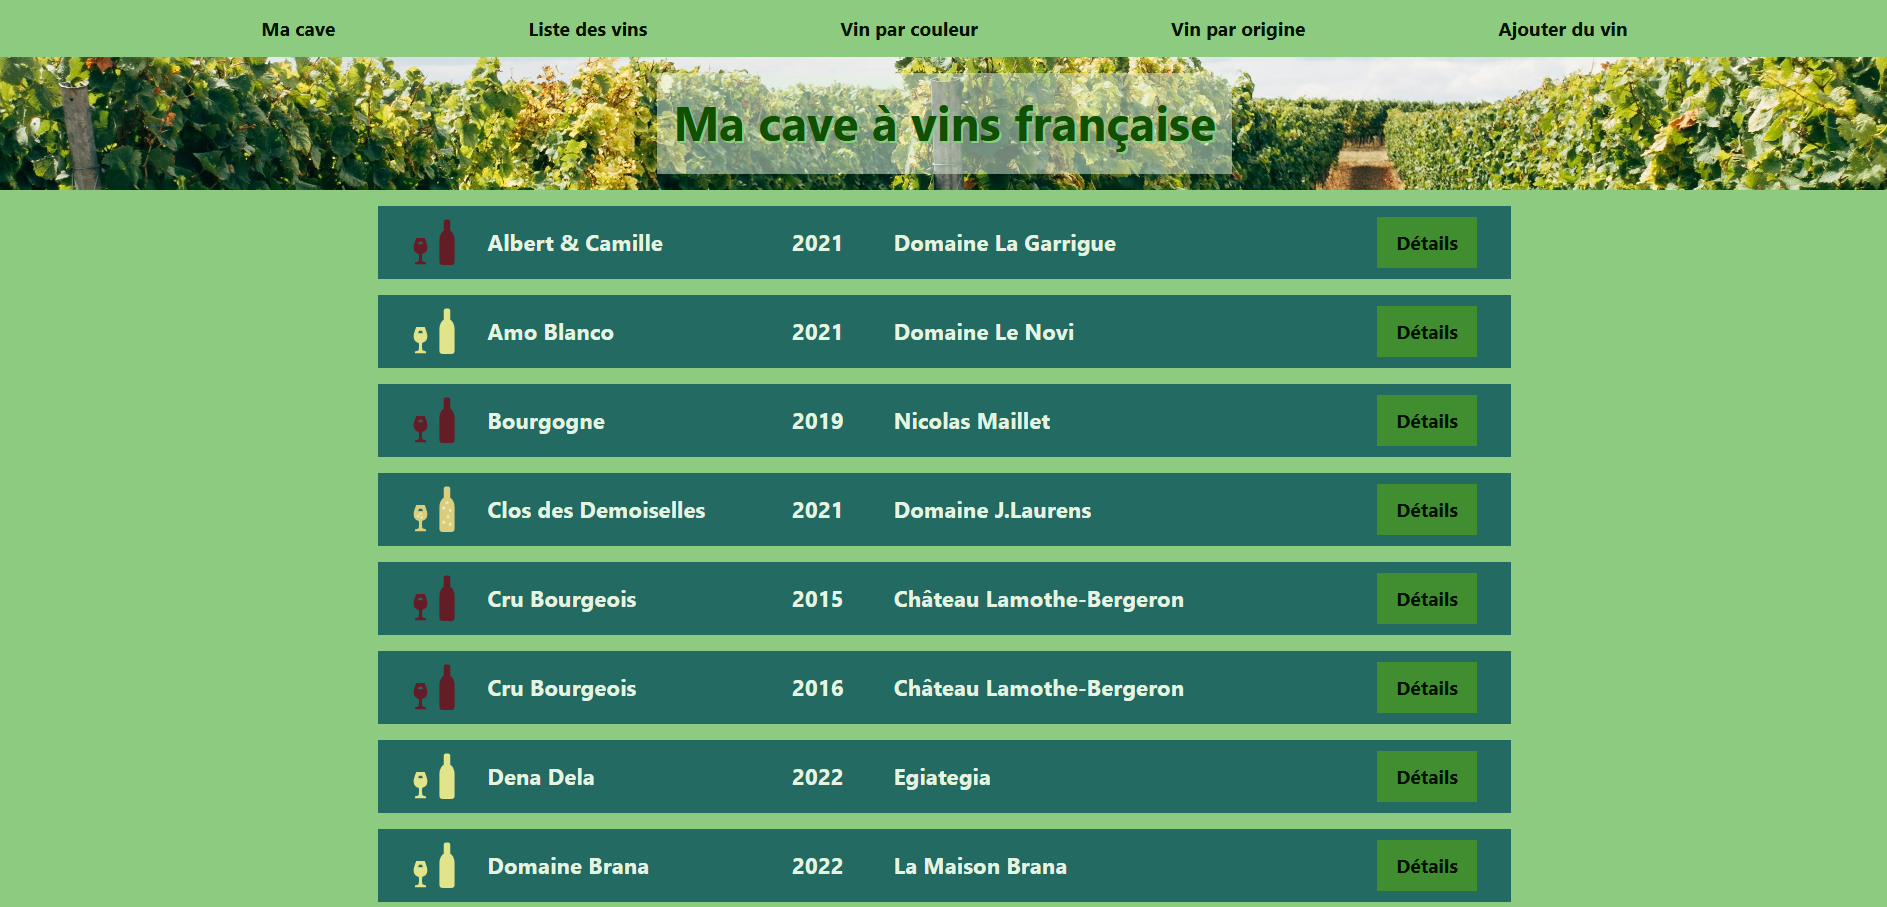 Ma cave Liste des vins Vin par couleur Vin par origine Ajouter du vin
Ma cave à vins française
Albert & Camille 2021 Domaine La Garrigue Détails
Amo Blanco 2021 Domaine Le Novi Détails
Bourgogne 2019 Nicolas Maillet Détails
Clos des Demoiselles 2021 Domaine J.Laurens Détails
Cru Bourgeois 2015 Château Lamothe-Bergeron Détails
Cru Bourgeois 2016 Château Lamothe-Bergeron Détails
Dena Dela 2022 Egiategia Détails
Domaine Brana 2022 La Maison Brana Détails